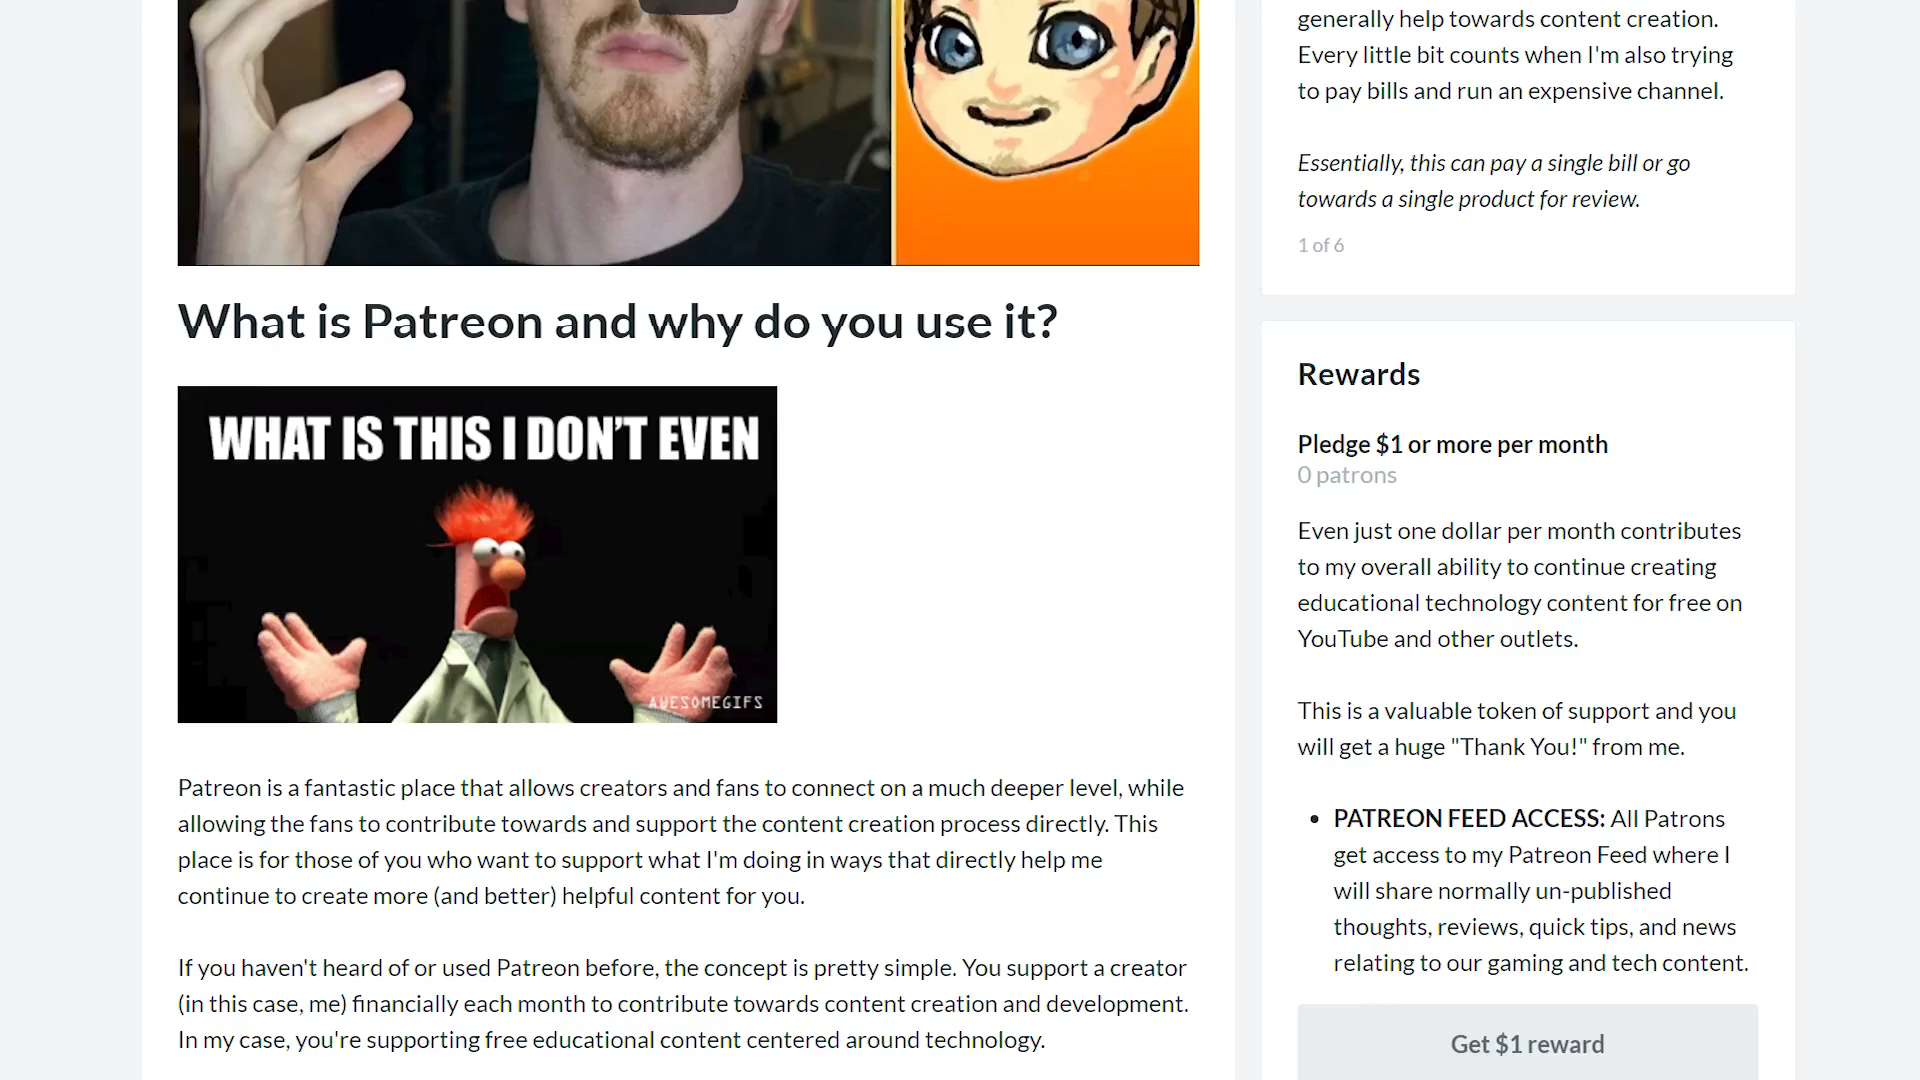 What is Patreon and why do you use it?
WHAT IS THIS I DON'T EVEN
AWESOMEGIFS
Patreon is a fantastic place that allows creators and fans to connect on a much deeper level, while
allowing the fans to contribute towards and support the content creation process directly. This
place is for those of you who want to support what I'm doing in ways that directly help me
continue to create more (and better) helpful content for you.
If you haven't heard of or used Patreon before, the concept is pretty simple. You support a creator
(in this case, me) financially each month to contribute towards content creation and development.
In my case, you're supporting free educational content centered around technology.
generally help towards content creation.
Every little bit counts when I'm also trying
to pay bills and run an expensive channel.
Essentially, this can pay a single bill or go
towards a single product for review.
1 of 6
Rewards
Pledge $1 or more per month
0 patrons
Even just one dollar per month contributes
to my overall ability to continue creating
educational technology content for free on
YouTube and other outlets.
This is a valuable token of support and you
will get a huge "Thank You!" from me.
• PATREON FEED ACCESS: All Patrons
get access to my Patreon Feed where I
will share normally un-published
thoughts, reviews, quick tips, and news
relating to our gaming and tech content.
Get $1 reward